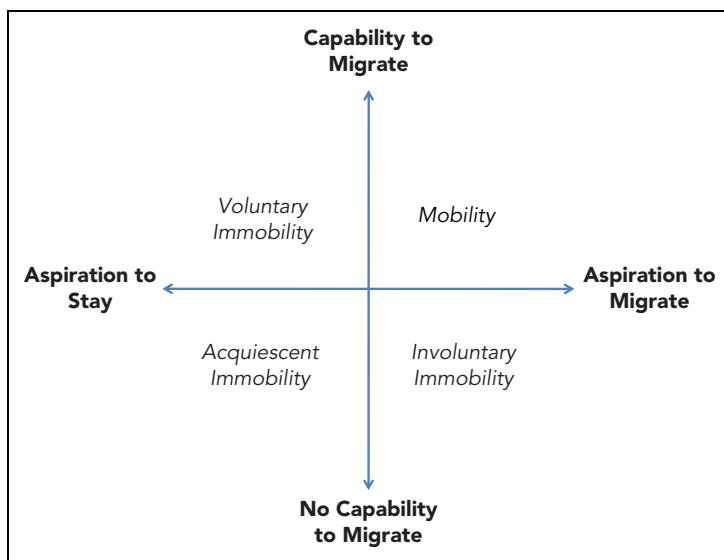 Capability to
Migrate
Voluntary
Immobility
Mobility
Aspiration to
Stay
Aspiration to
Migrate
Acquiescent
Immobility
Involuntary
Immobility
No Capability
to Migrate